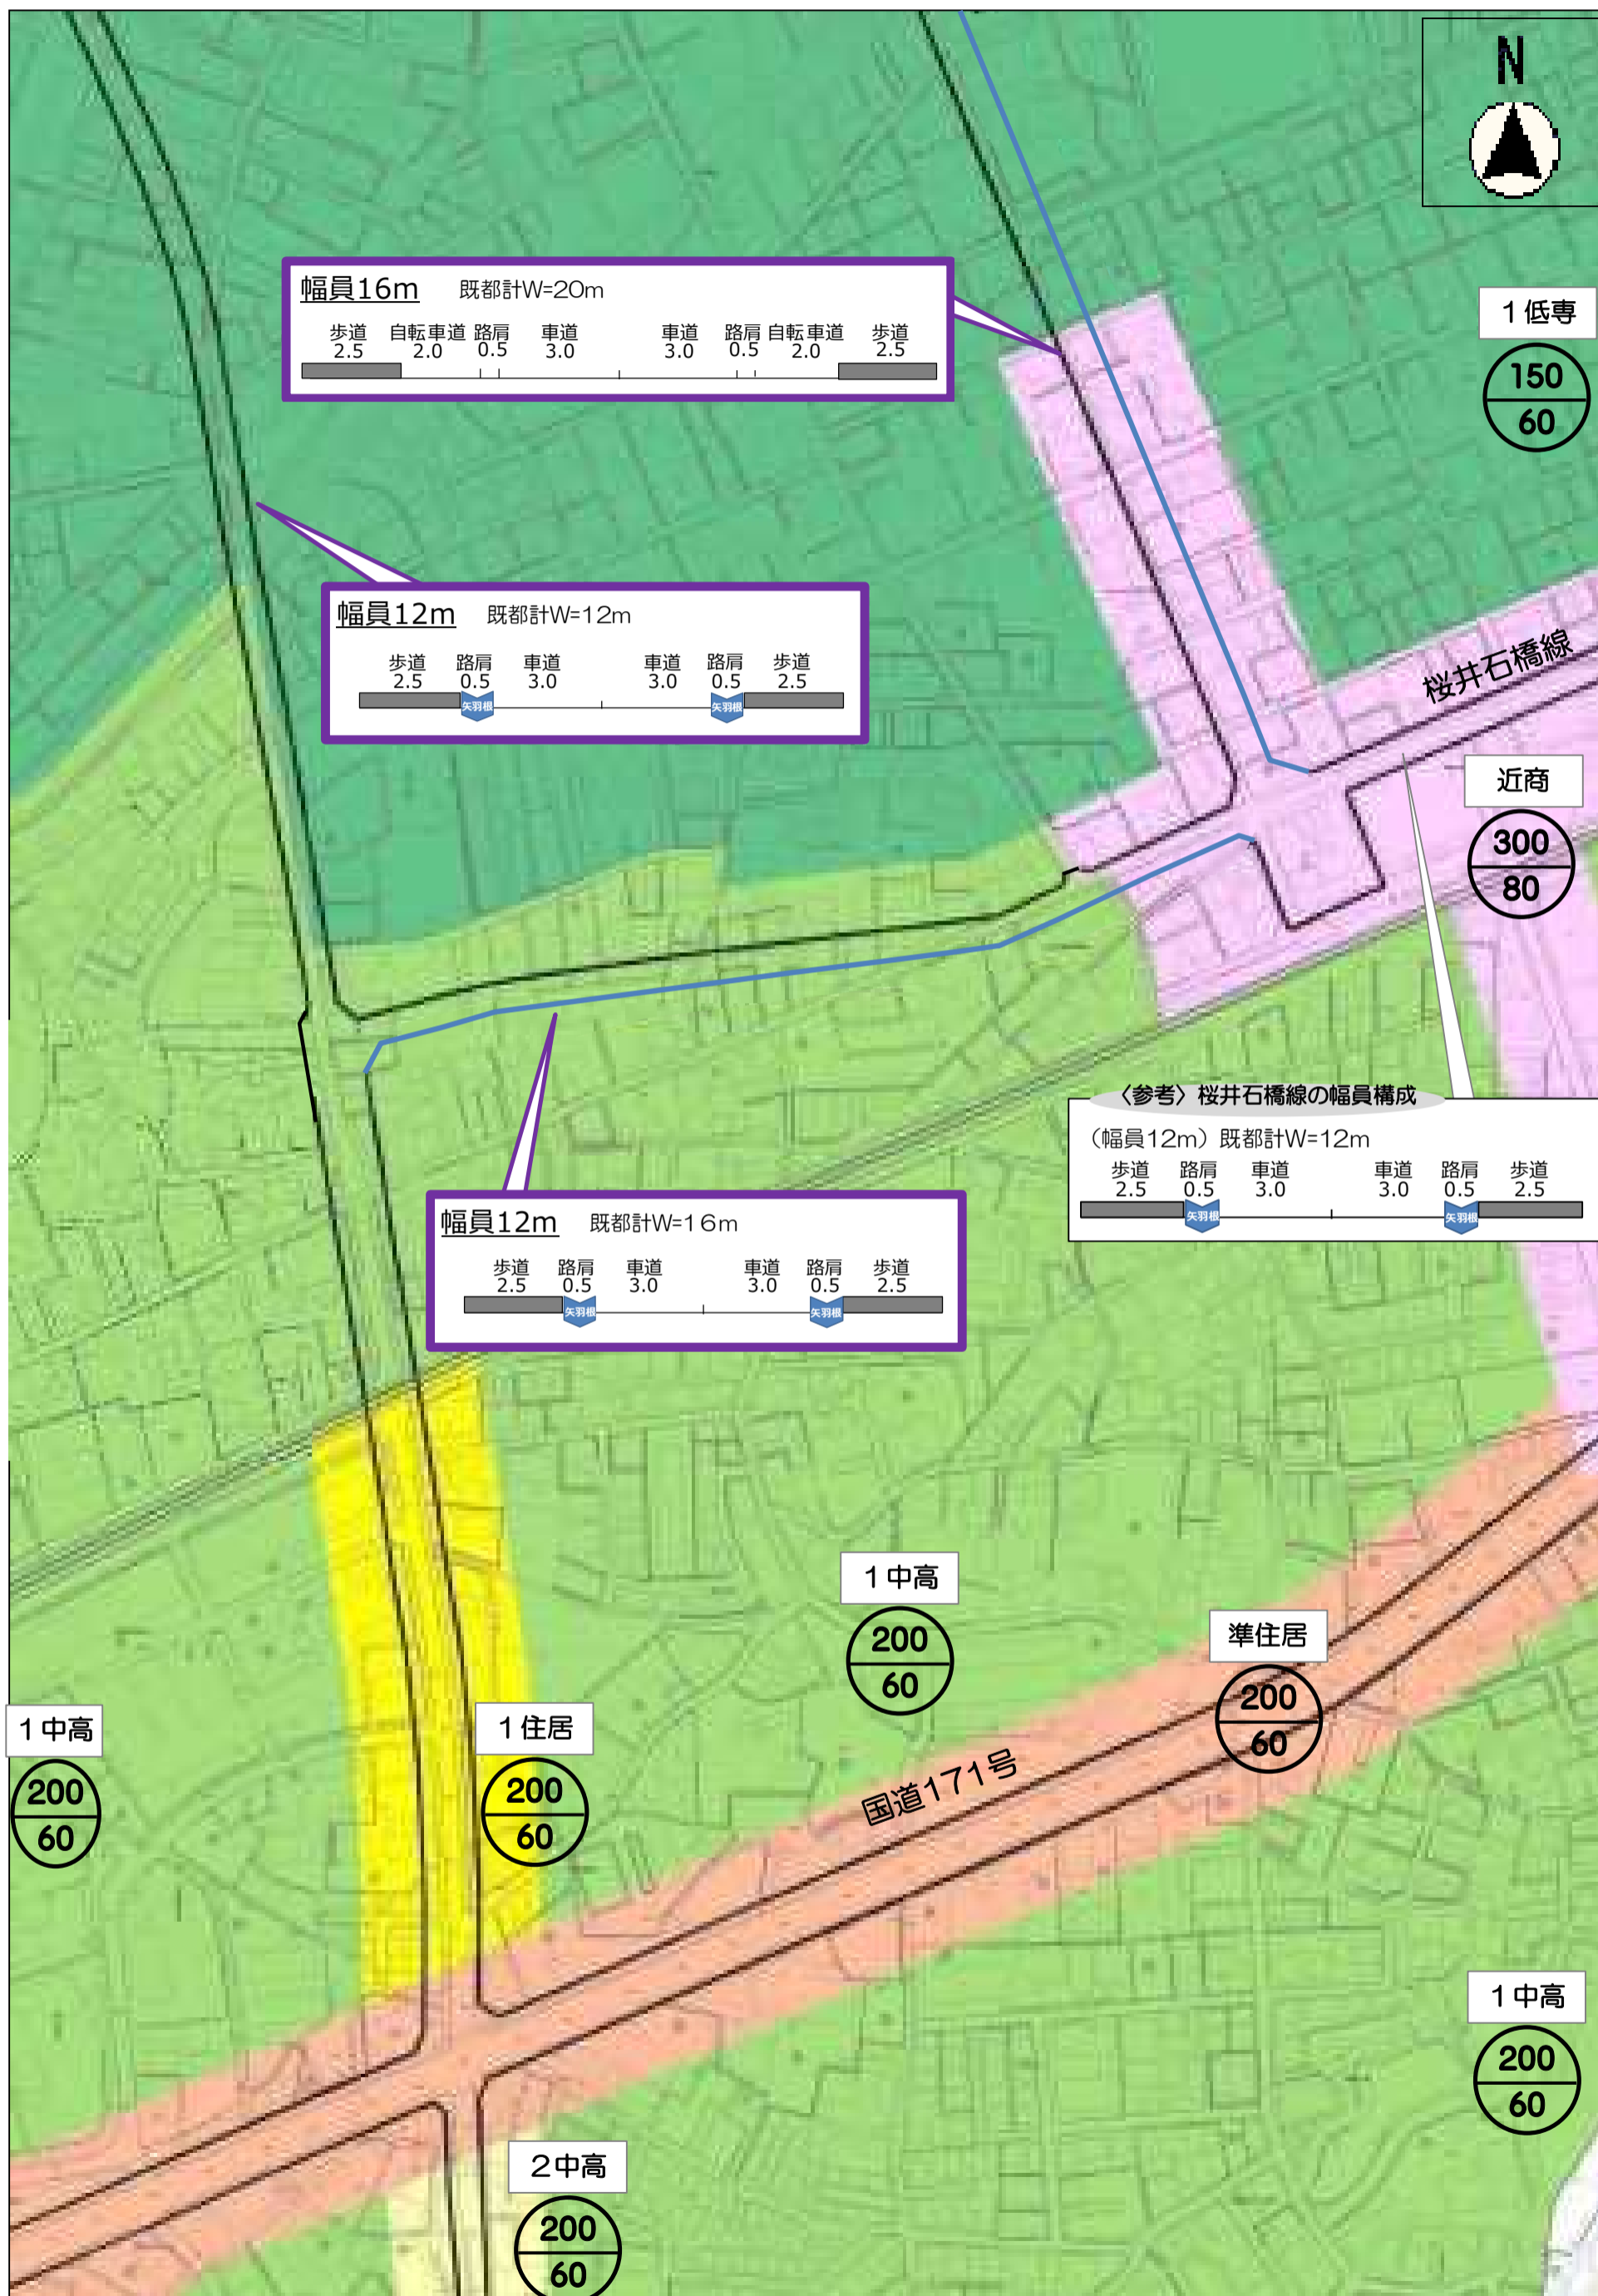 N
幅員16m 既都計W=20m
歩道 自転車道 路肩 車道 車道 路肩 自転車道 歩道
2.5 2.0 0.5 3.0 3.0 0.5 2.0 2.5
１低専
150
60
幅員12m 既都計W=12m
歩道 路肩 車道 車道 路肩 歩道
2.5 0.5 3.0 3.0 0.5 2.5
矢羽根 矢羽根
桜井石橋線
近商
300
80
〈参考〉桜井石橋線の幅員構成
（幅員12m）既都計W=12m
歩道 路肩 車道 車道 路肩 歩道
2.5 0.5 3.0 3.0 0.5 2.5
矢羽根 矢羽根
幅員12m 既都計W=１６m
歩道 路肩 車道 車道 路肩 歩道
2.5 0.5 3.0 3.0 0.5 2.5
矢羽根 矢羽根
１中高
200
60
準住居
200
60
１中高
200
60
１住居
200
60
国道171号
１中高
200
60
２中高
200
60